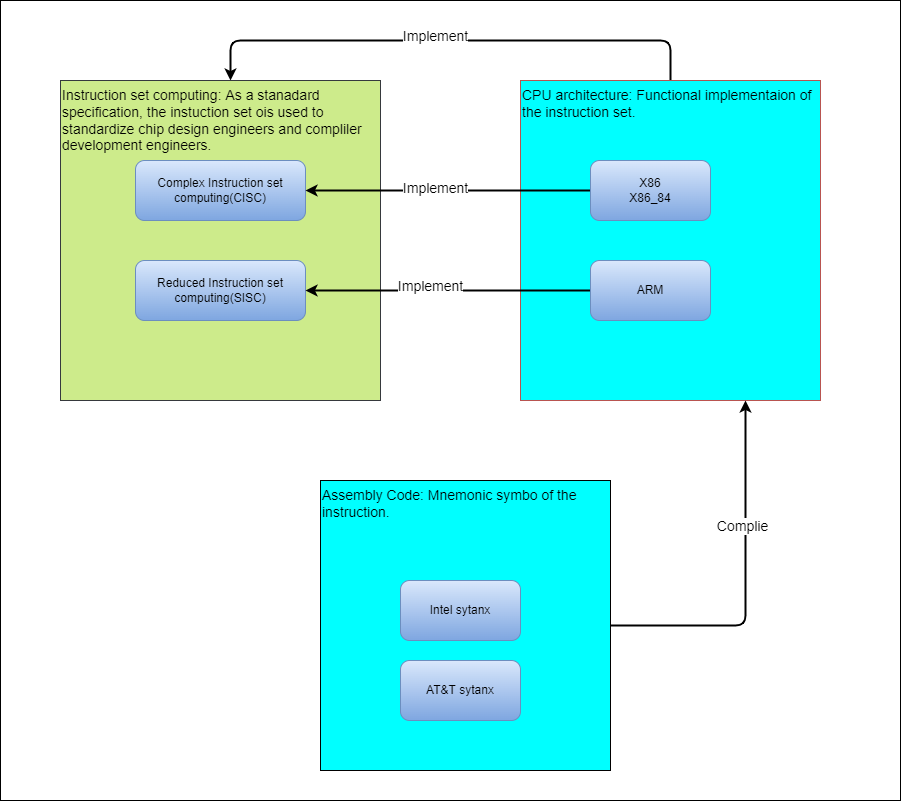 Implement
Instruction set computing: As a stanadard
specification, the instuction set ois used to
standardize chip design engineers and compliler
development engineers.
CPU architecture: Functional implementaion of
the instruction set.
Complex Instruction set
computing(CISC)
Implement
X86
X86_84
Reduced Instruction set
computing(SISC)
Implement
ARM
Assembly Code: Mnemonic symbo of the
instruction.
Complie
Intel sytanx
AT&T sytanx